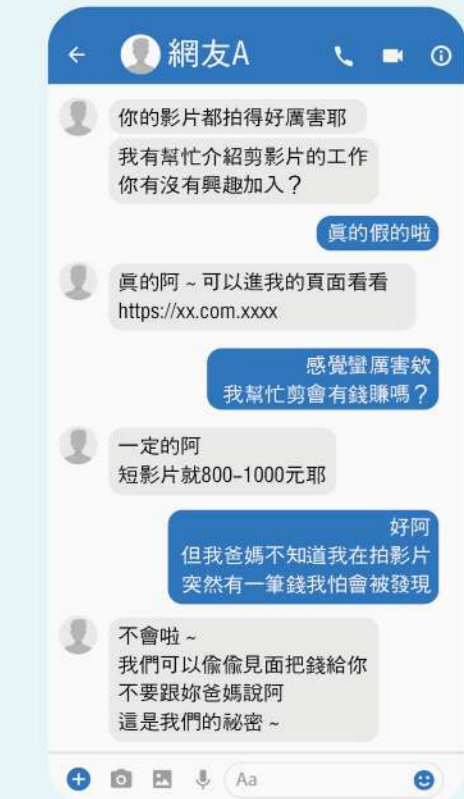 網友A
你的影片都拍得好厲害耶
我有幫忙介紹剪影片的工作
你有沒有興趣加入？
真的假的啦
真的阿～可以進我的頁面看看
https://xx.com.xxxx
感覺蠻厲害欸
我幫忙剪會有錢賺嗎？
一定的阿
短影片就800-1000元耶
好阿
但我爸媽不知道我在拍影片
突然有一筆錢我怕會被發現
不會啦～
我們可以偷偷見面把錢給你
不要跟妳爸媽說阿
這是我們的祕密～
Aa